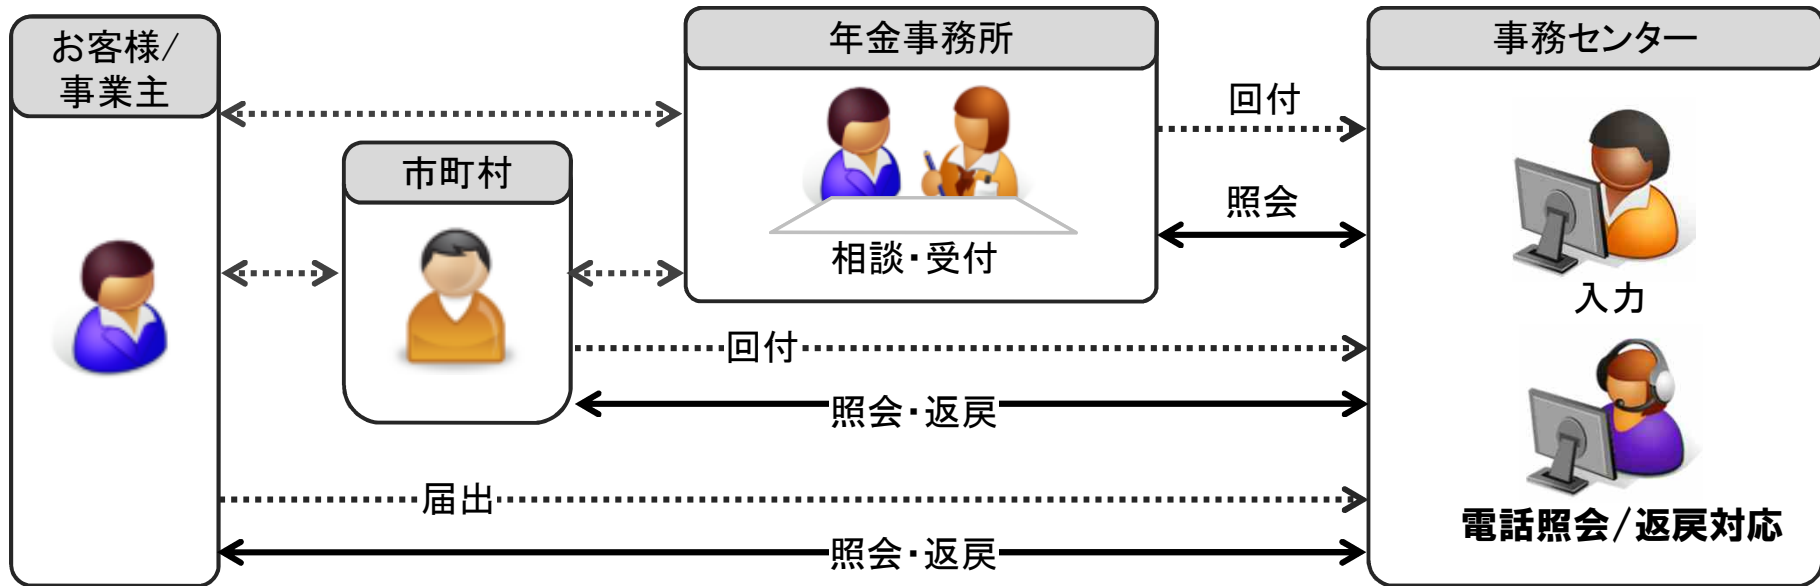 お客様/
事業主
市町村
年金事務所
相談・受付
事務センター
回付
照会
入力
回付
照会・返戻
届出
電話照会/返戻対応
照会・返戻